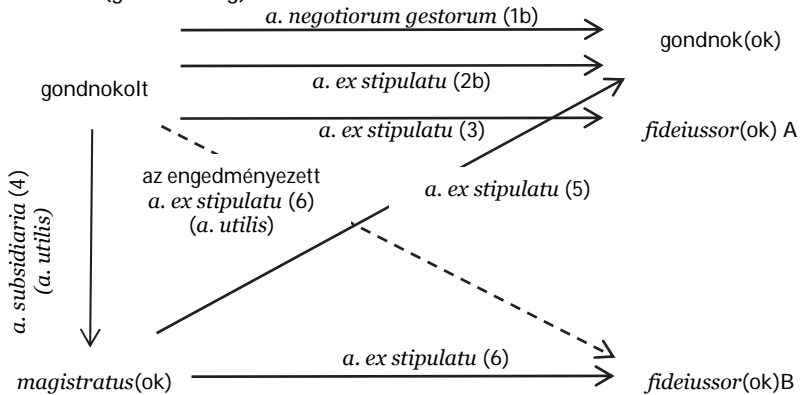 a. negotiorum gestorum (1b)
gondnok(ok)
gondnokolt
a. ex stipulatu (2b)
a. ex stipulatu (3)
fideiussor(ok) A
az engedményezett
a. ex stipulatu (6)
(a. utilis)
a. ex stipulatu (5)
a. subsidiaria (4)
(a. utilis)
a. ex stipulatu (6)
magistratus(ok)
fideiussor(ok)B